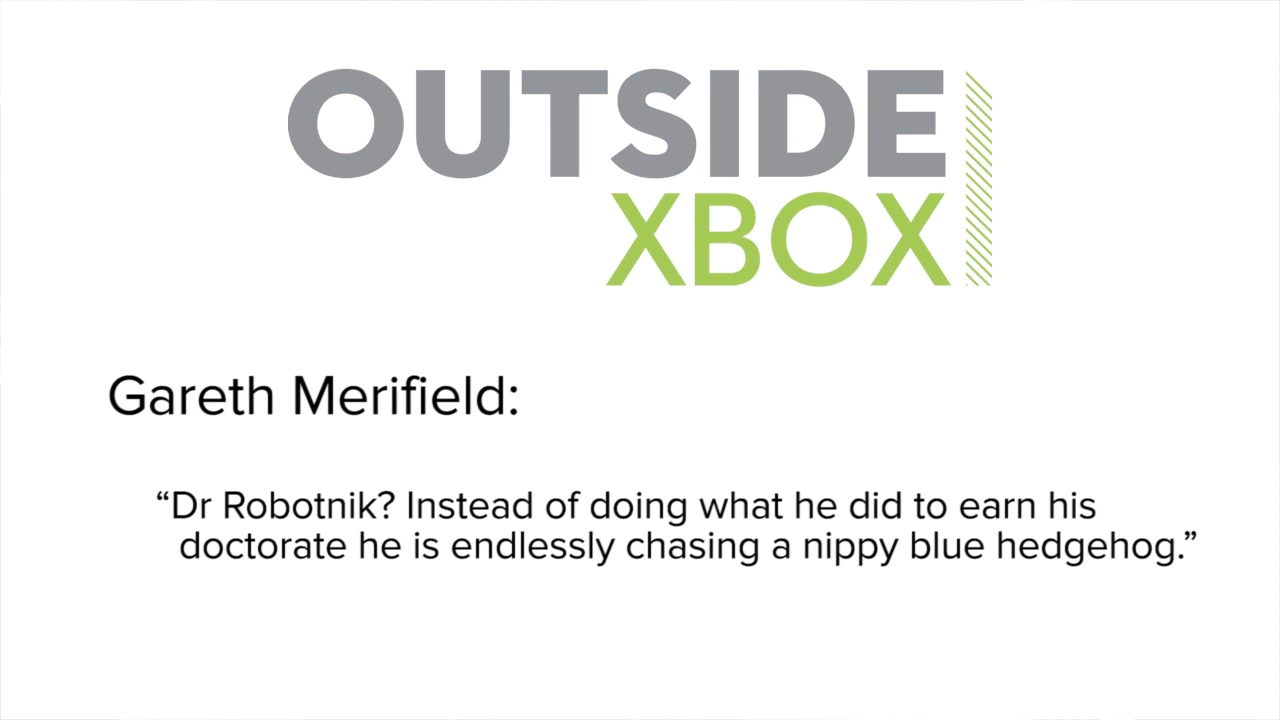 OUTSIDE
XBOX
Gareth Merifield:
“Dr Robotnik? Instead of doing what he did to earn his
doctorate he is endlessly chasing a nippy blue hedgehog.”